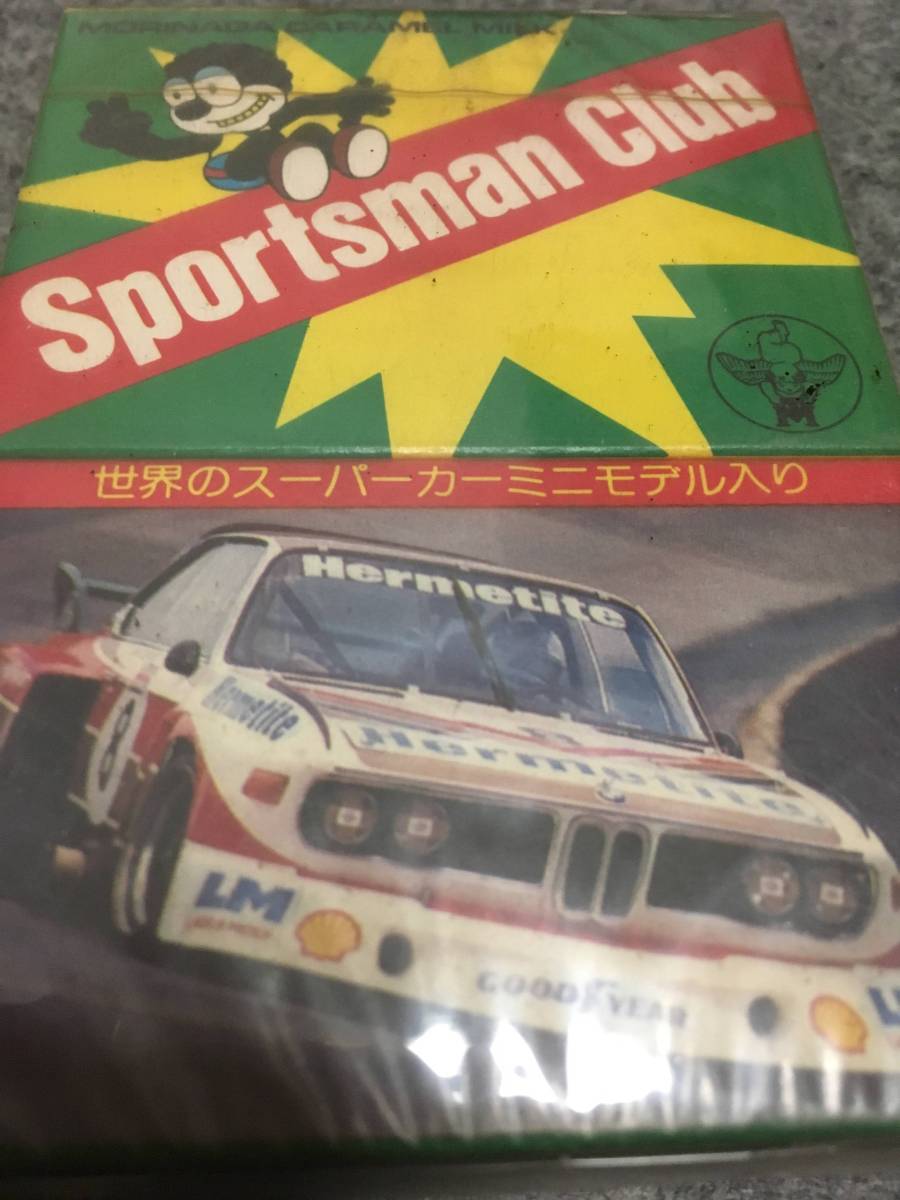 MORINAGA CARAMEL MILK
Sportsman Club
M
世界のスーパーカーミニモデル入り
Hermetite
Hermetite
Hermetite
8
LM
GOOD YEAR